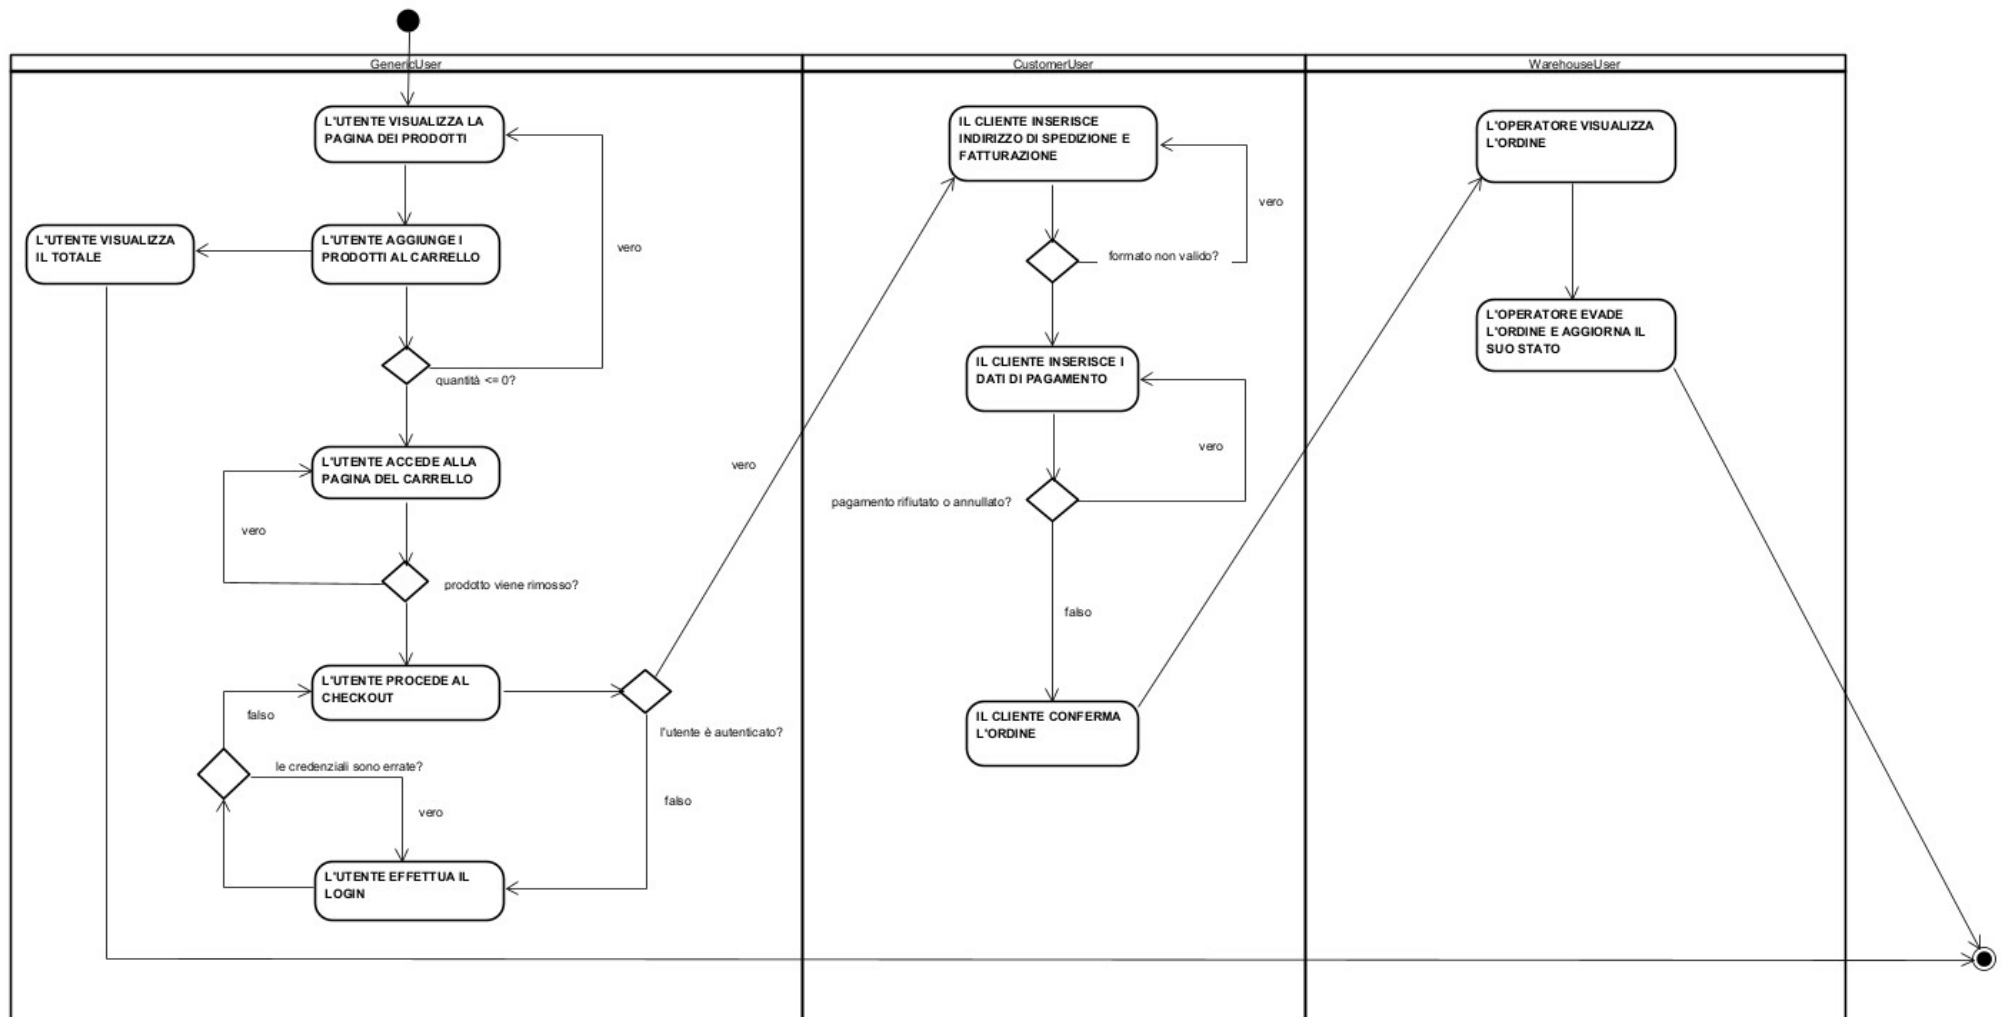 GenericUser
CustomerUser
WarehouseUser
L'UTENTE VISUALIZZA LA
PAGINA DEI PRODOTTI
L'UTENTE VISUALIZZA
IL TOTALE
L'UTENTE AGGIUNGE I
PRODOTTI AL CARRELLO
vero
quantità <= 0?
L'UTENTE ACCEDE ALLA
PAGINA DEL CARRELLO
vero
prodotto viene rimosso?
L'UTENTE PROCEDE AL
CHECKOUT
falso
l'utente è autenticato?
le credenziali sono errate?
vero
falso
L'UTENTE EFFETTUA IL
LOGIN
vero
IL CLIENTE INSERISCE
INDIRIZZO DI SPEDIZIONE E
FATTURAZIONE
vero
formato non valido?
IL CLIENTE INSERISCE I
DATI DI PAGAMENTO
vero
pagamento rifiutato o annullato?
falso
IL CLIENTE CONFERMA
L'ORDINE
L'OPERATORE VISUALIZZA
L'ORDINE
L'OPERATORE EVADE
L'ORDINE E AGGIORNA IL
SUO STATO